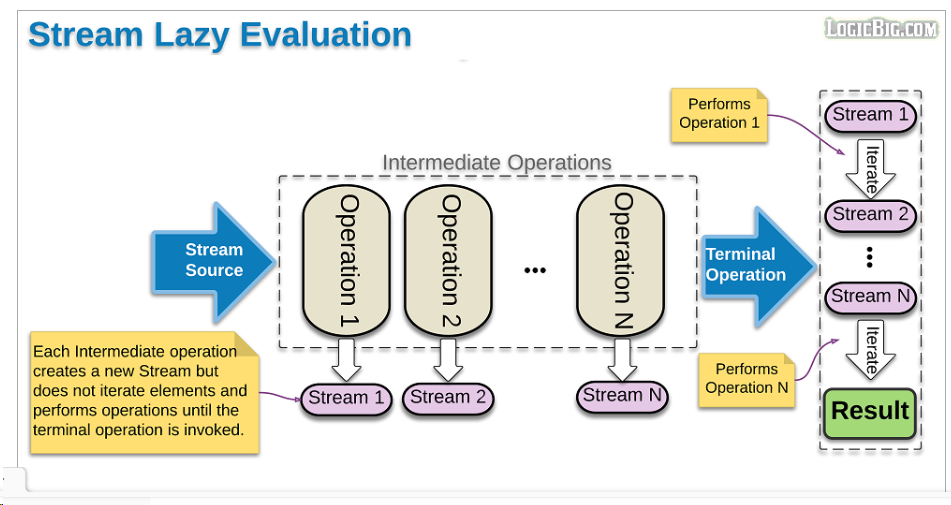 Stream Lazy Evaluation
LogicBig.com
Performs
Operation 1
Stream 1
Iterate
Stream 2
Intermediate Operations
Stream
Source
Operation 1
Operation 2
...
Operation N
Terminal
Operation
Stream N
Iterate
Performs
Operation N
Result
Each Intermediate operation
creates a new Stream but
does not iterate elements and
performs operations until the
terminal operation is invoked.
Stream 1
Stream 2
Stream N